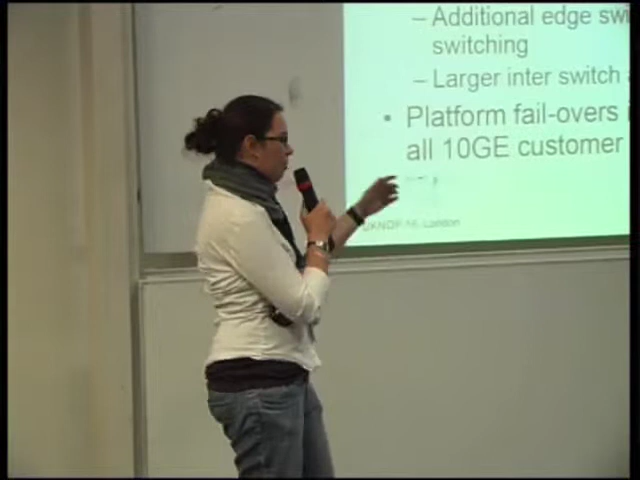 – Additional edge swi
switching
– Larger inter switch
• Platform fail-overs
all 10GE customer
UKNOF 16, London